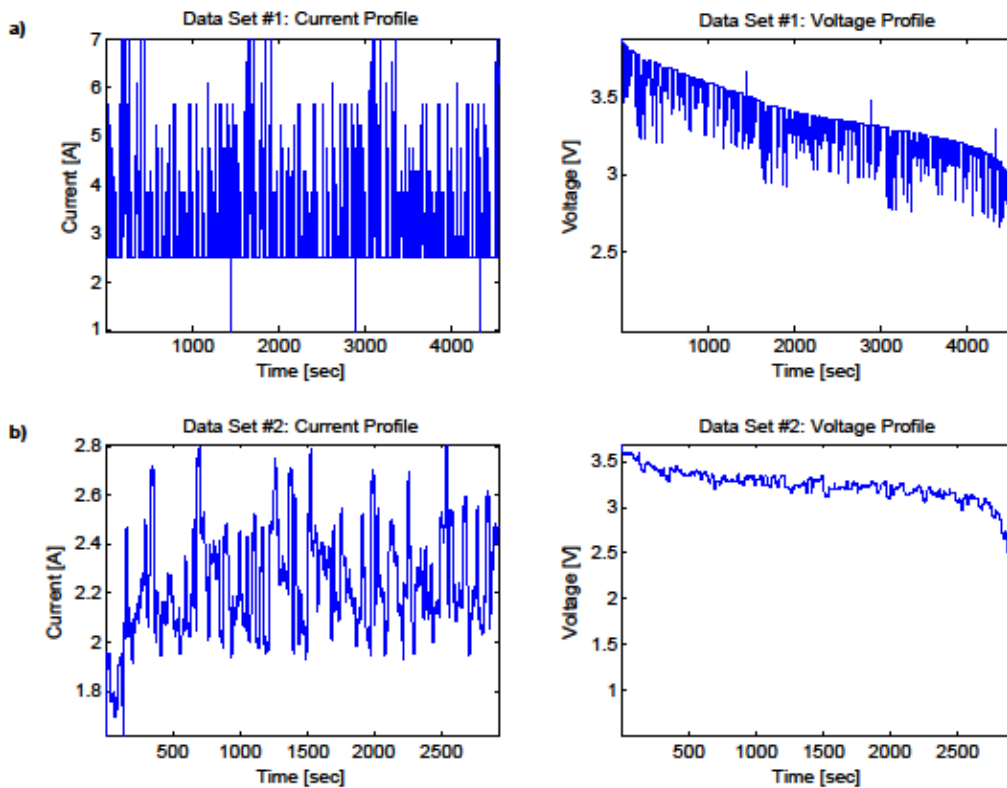 a)
Data Set #1: Current Profile
7
6
5
4
3
2
1
Current [A]
1000 2000 3000 4000
Time [sec]
Data Set #1: Voltage Profile
3.5
3
2.5
Voltage [V]
1000 2000 3000 4000
Time [sec]
b)
Data Set #2: Current Profile
2.8
2.6
2.4
2.2
2
1.8
Current [A]
500 1000 1500 2000 2500
Time [sec]
Data Set #2: Voltage Profile
3.5
3
2.5
2
1.5
1
Voltage [V]
500 1000 1500 2000 2500
Time [sec]